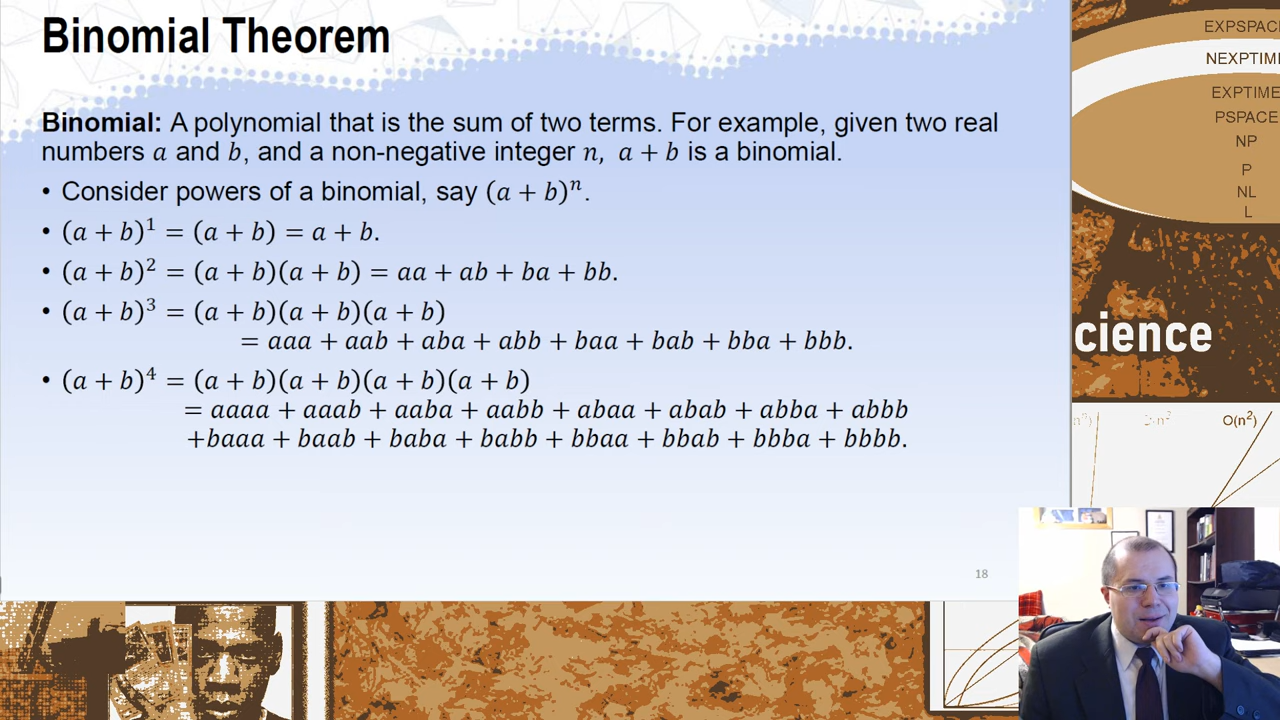 Binomial Theorem
Binomial: A polynomial that is the sum of two terms. For example, given two real
numbers 𝑎 and 𝑏, and a non-negative integer 𝑛, 𝑎 + 𝑏 is a binomial.
• Consider powers of a binomial, say (𝑎 + 𝑏)ⁿ.
• (𝑎 + 𝑏)¹ = (𝑎 + 𝑏) = 𝑎 + 𝑏.
• (𝑎 + 𝑏)² = (𝑎 + 𝑏)(𝑎 + 𝑏) = 𝑎𝑎 + 𝑎𝑏 + 𝑏𝑎 + 𝑏𝑏.
• (𝑎 + 𝑏)³ = (𝑎 + 𝑏)(𝑎 + 𝑏)(𝑎 + 𝑏)
= 𝑎𝑎𝑎 + 𝑎𝑎𝑏 + 𝑎𝑏𝑎 + 𝑎𝑏𝑏 + 𝑏𝑎𝑎 + 𝑏𝑎𝑏 + 𝑏𝑏𝑎 + 𝑏𝑏𝑏.
• (𝑎 + 𝑏)⁴ = (𝑎 + 𝑏)(𝑎 + 𝑏)(𝑎 + 𝑏)(𝑎 + 𝑏)
= 𝑎𝑎𝑎𝑎 + 𝑎𝑎𝑎𝑏 + 𝑎𝑎𝑏𝑎 + 𝑎𝑎𝑏𝑏 + 𝑎𝑏𝑎𝑎 + 𝑎𝑏𝑎𝑏 + 𝑎𝑏𝑏𝑎 + 𝑎𝑏𝑏𝑏
+𝑏𝑎𝑎𝑎 + 𝑏𝑎𝑎𝑏 + 𝑏𝑎𝑏𝑎 + 𝑏𝑎𝑏𝑏 + 𝑏𝑏𝑎𝑎 + 𝑏𝑏𝑎𝑏 + 𝑏𝑏𝑏𝑎 + 𝑏𝑏𝑏𝑏.
18
EXPSPAC
NEXPTIM
EXPTIME
PSPACE
NP
P
NL
L
cience
O(n²)